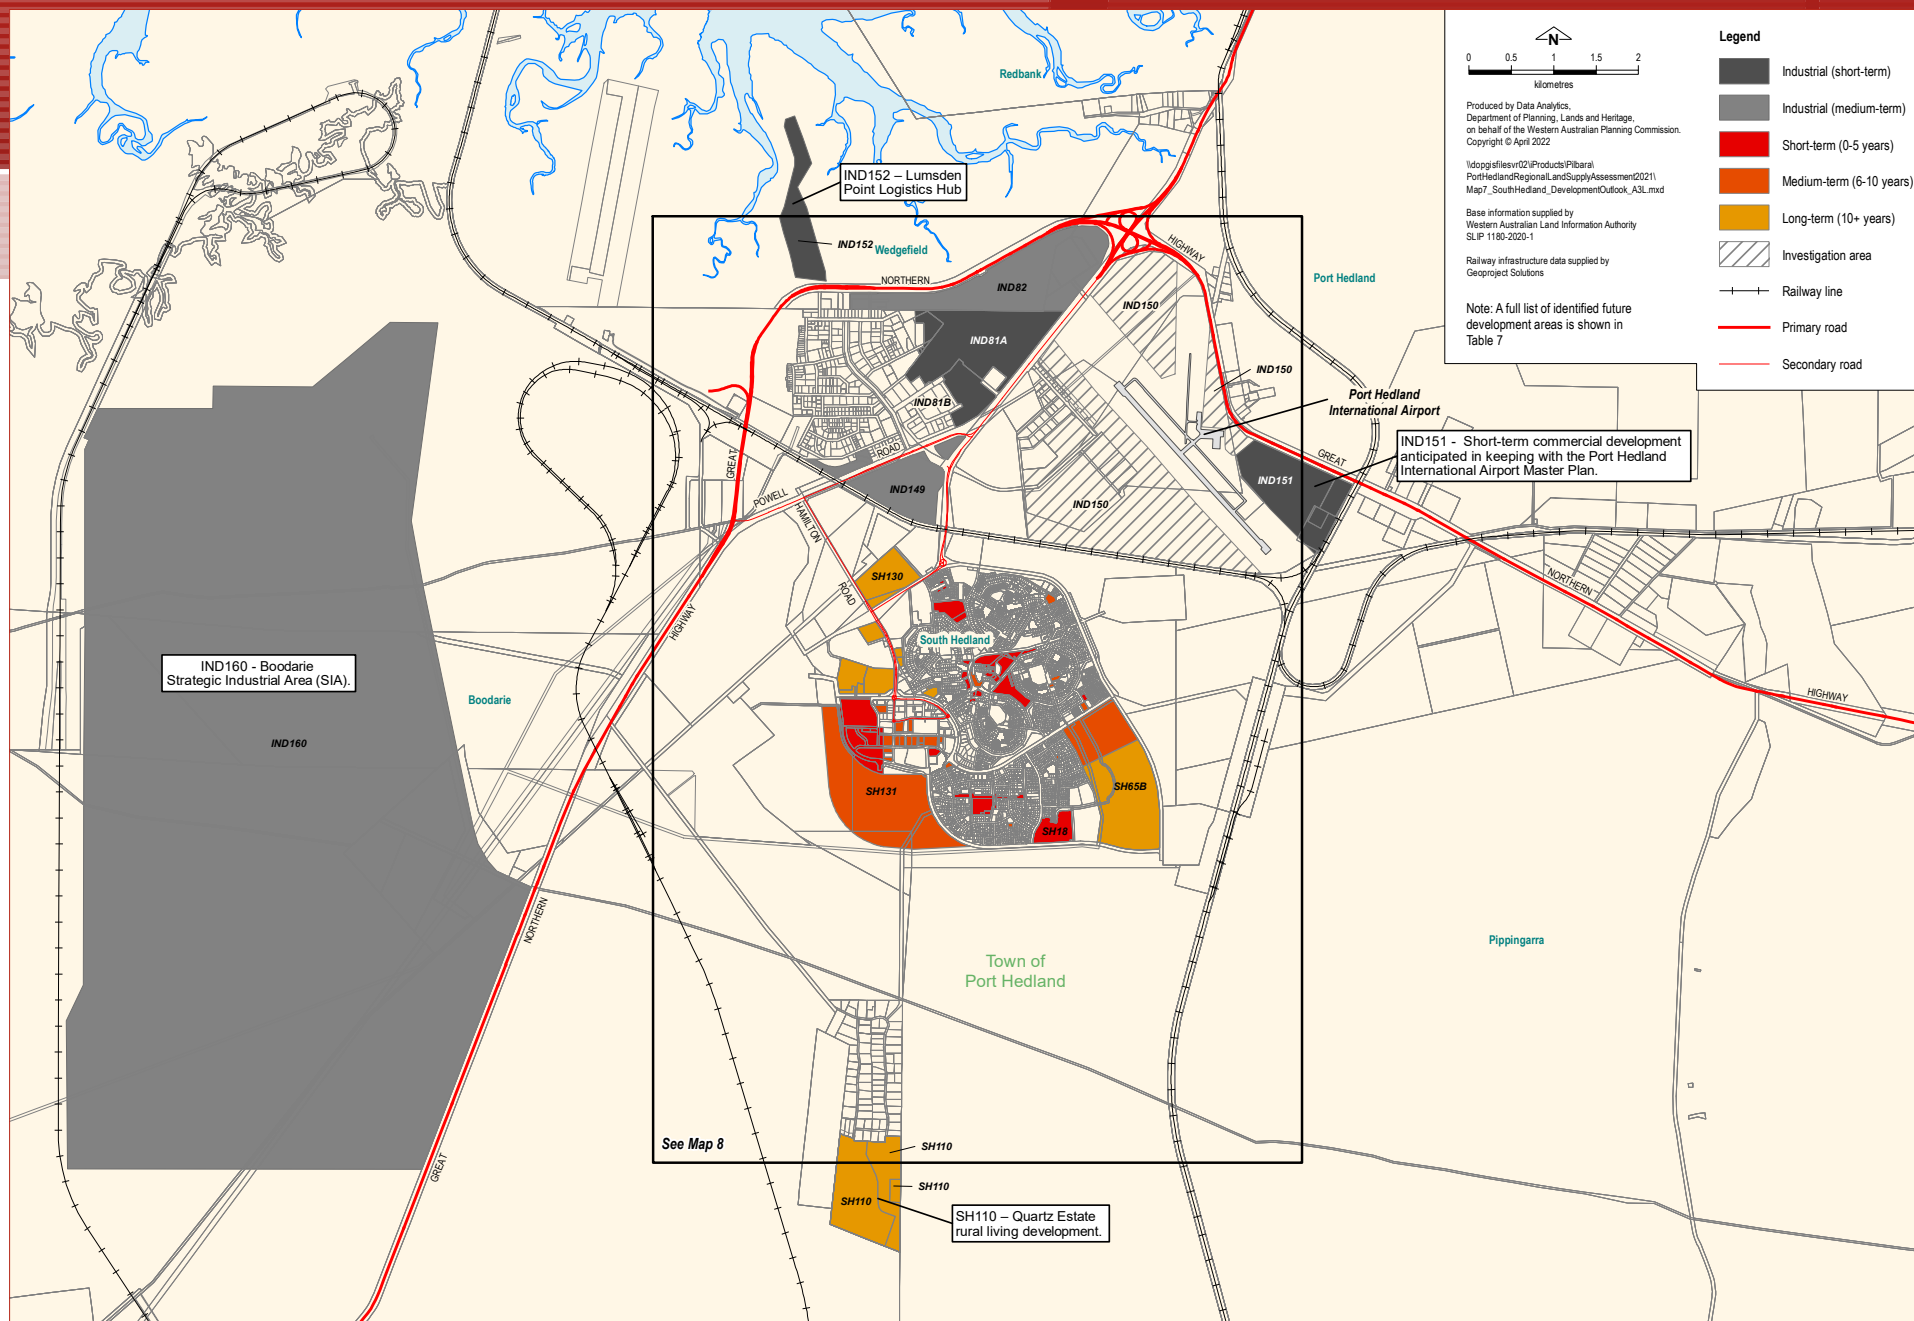 N
0 0.5 1 1.5 2
kilometres
Produced by Data Analytics,
Department of Planning, Lands and Heritage,
on behalf of the Western Australian Planning Commission.
Copyright © April 2022
\\dopgisfilesvr02\iProducts\Pilbara\
PortHedlandRegionalLandSupplyAssessment2021\
Map7_SouthHedland_DevelopmentOutlook_A3L.mxd
Base information supplied by
Western Australian Land Information Authority
SLIP 1180-2020-1
Railway infrastructure data supplied by
Geoproject Solutions
Note: A full list of identified future
development areas is shown in
Table 7
Legend
Industrial (short-term)
Industrial (medium-term)
Short-term (0-5 years)
Medium-term (6-10 years)
Long-term (10+ years)
Investigation area
Railway line
Primary road
Secondary road
Redbank
IND152 – Lumsden
Point Logistics Hub
IND152
Wedgefield
NORTHERN
HIGHWAY
Port Hedland
IND82
IND150
IND81A
IND150
IND81B
Port Hedland
International Airport
IND151 - Short-term commercial development
anticipated in keeping with the Port Hedland
International Airport Master Plan.
ROAD
GREAT
GREAT
IND151
IND149
POWELL
HAMILTON
ROAD
IND150
SH130
NORTHERN
HIGHWAY
South Hedland
IND160 - Boodarie
Strategic Industrial Area (SIA).
Boodarie
HIGHWAY
IND160
SH131
SH65B
SH18
NORTHERN
Pippingarra
Town of
Port Hedland
See Map 8
SH110
GREAT
SH110
SH110
SH110 – Quartz Estate
rural living development.